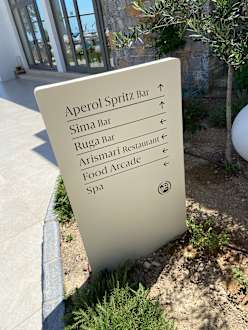 Aperol Spritz Bar ↑
Sima Bar ↑
Ruga Bar ←
Arismari Restaurant ←
Food Arcade ←
Spa ←